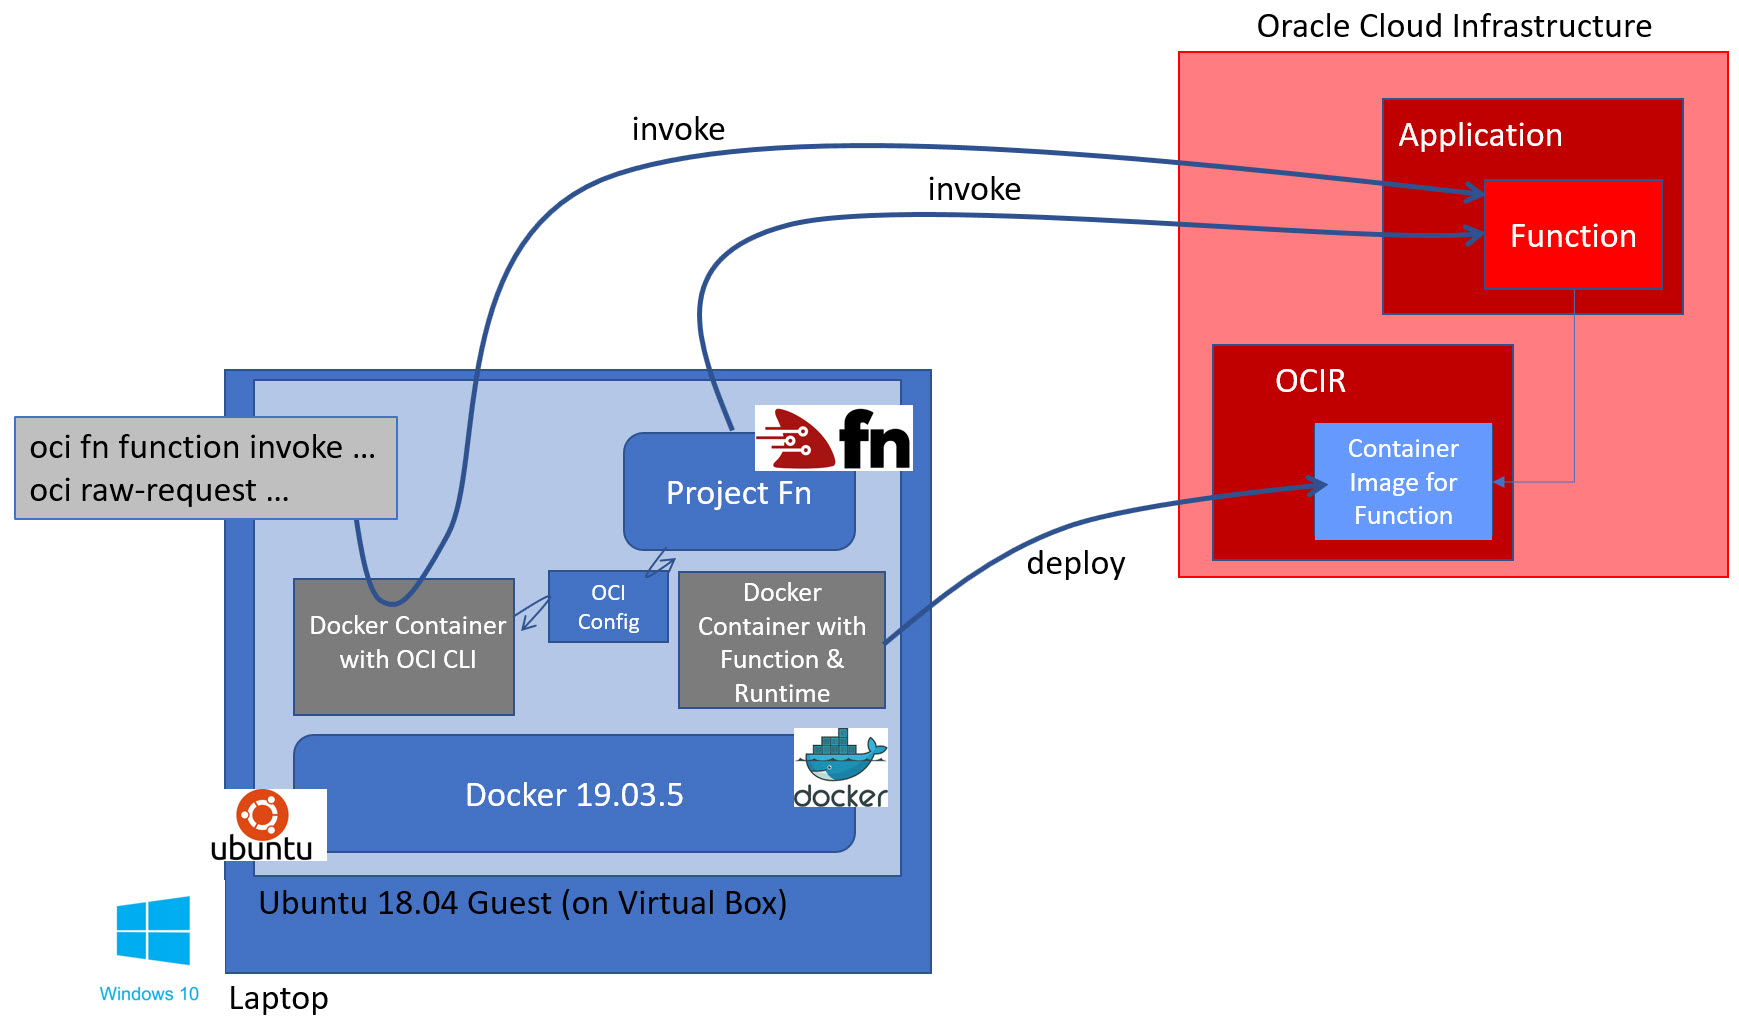 Oracle Cloud Infrastructure
invoke
Application
invoke
Function
OCIR
Container
Image for
Function
oci fn function invoke ...
oci raw-request ...
fn
Project Fn
deploy
Docker Container
with OCI CLI
OCI
Config
Docker
Container with
Function &
Runtime
docker
Docker 19.03.5
ubuntu
Ubuntu 18.04 Guest (on Virtual Box)
Windows 10
Laptop